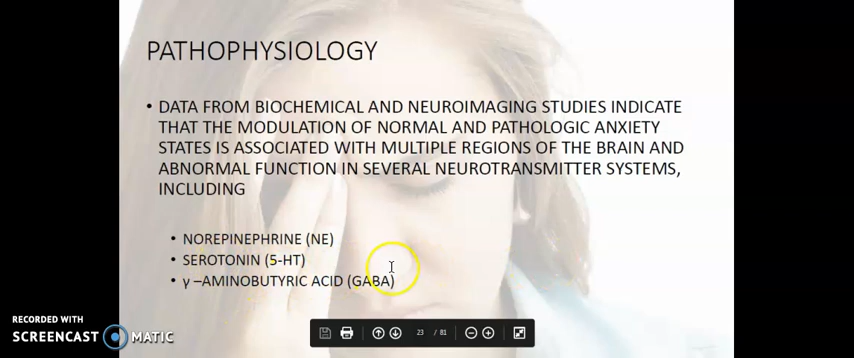 PATHOPHYSIOLOGY
• DATA FROM BIOCHEMICAL AND NEUROIMAGING STUDIES INDICATE
THAT THE MODULATION OF NORMAL AND PATHOLOGIC ANXIETY
STATES IS ASSOCIATED WITH MULTIPLE REGIONS OF THE BRAIN AND
ABNORMAL FUNCTION IN SEVERAL NEUROTRANSMITTER SYSTEMS,
INCLUDING
• NOREPINEPHRINE (NE)
• SEROTONIN (5-HT)
• γ –AMINOBUTYRIC ACID (GABA)
RECORDED WITH
SCREENCAST MATIC
23 / 81